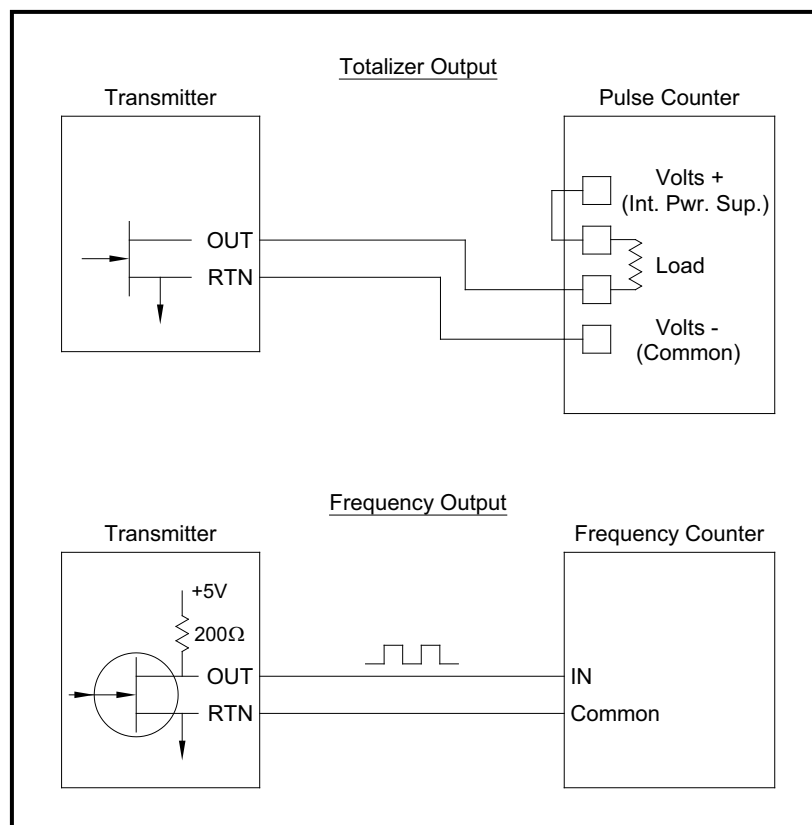 Totalizer Output
Transmitter
Pulse Counter
Volts +
(Int. Pwr. Sup.)
OUT
RTN
Load
Volts -
(Common)
Frequency Output
Transmitter
Frequency Counter
+5V
200Ω
OUT
IN
RTN
Common